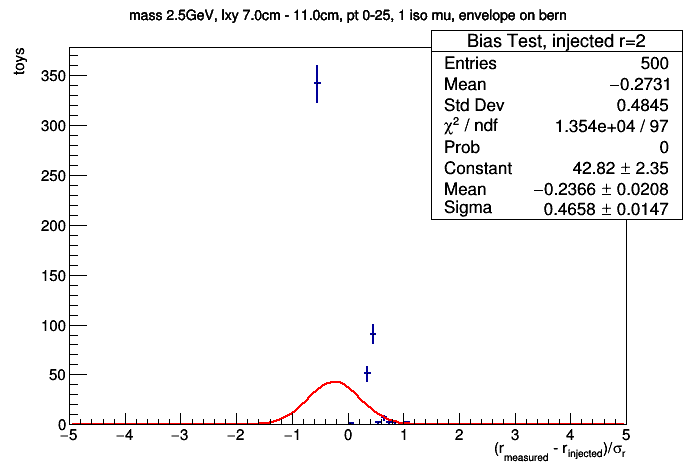 mass 2.5GeV, lxy 7.0cm - 11.0cm, pt 0-25, 1 iso mu, envelope on bern
Bias Test, injected r=2
Entries 500
Mean −0.2731
Std Dev 0.4845
χ² / ndf 1.354e+04 / 97
Prob 0
Constant 42.82 ± 2.35
Mean −0.2366 ± 0.0208
Sigma 0.4658 ± 0.0147
toys
350
300
250
200
150
100
50
0
−5 −4 −3 −2 −1 0 1 2 3 4 5
(r_measured - r_injected)/σ_r